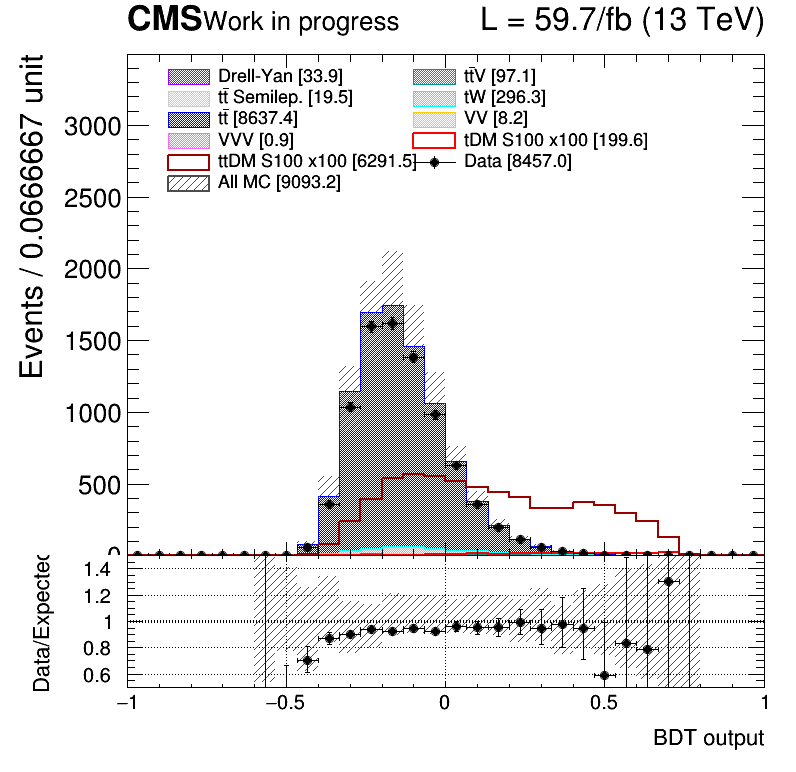 CMS Work in progress L = 59.7/fb (13 TeV)
Drell-Yan [33.9] tt̄V [97.1]
tt̄ Semilep. [19.5] tW [296.3]
tt̄ [8637.4] VV [8.2]
VVV [0.9] tDM S100 x100 [199.6]
ttDM S100 x100 [6291.5] Data [8457.0]
All MC [9093.2]
Events / 0.0666667 unit
3000
2500
2000
1500
1000
500
0
Data/Expected
1.4
1.2
1
0.8
0.6
−1 −0.5 0 0.5 1
BDT output